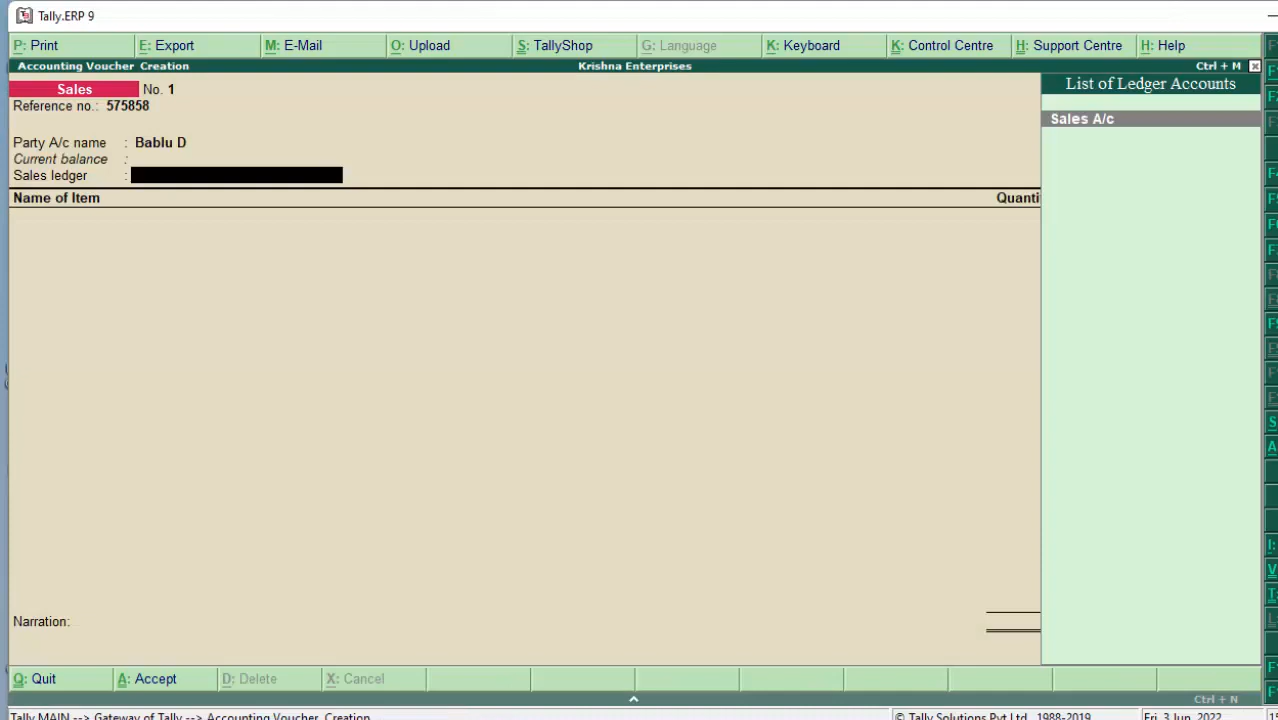 Tally.ERP 9
P: Print E: Export M: E-Mail O: Upload S: TallyShop G: Language K: Keyboard K: Control Centre H: Support Centre H: Help
Accounting Voucher Creation Krishna Enterprises Ctrl + M
Sales No. 1
Reference no.: 575858
Party A/c name : Bablu D
Current balance :
Sales ledger :
Name of Item
List of Ledger Accounts
Sales A/c
Narration:
Q: Quit A: Accept D: Delete X: Cancel
Ctrl + N
Tally MAIN --> Gateway of Tally --> Accounting Voucher Creation © Tally Solutions Pvt Ltd., 1988-2019 Fri, 3 Jun, 2022